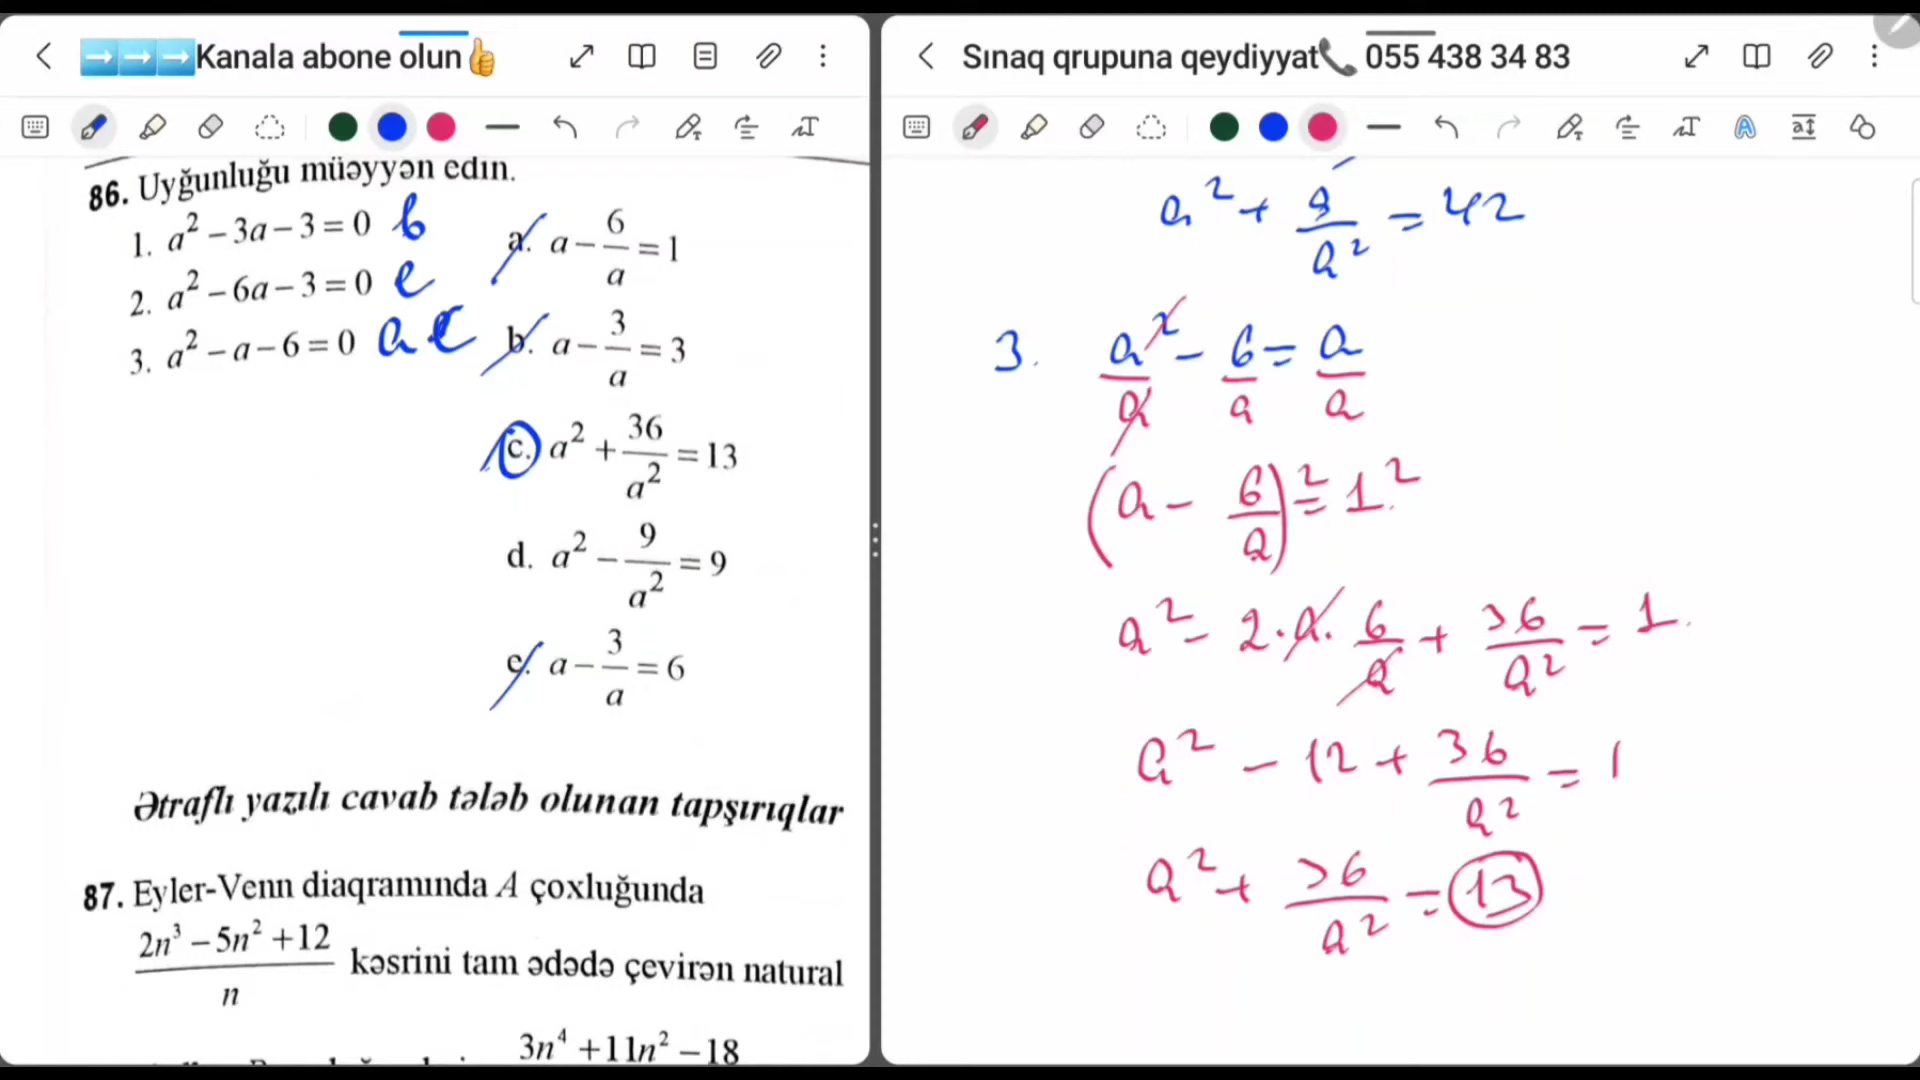 Kanala abone olun
Sınaq qrupuna qeydiyyat 055 438 34 83
86. Uyğunluğu müəyyən edin.
1. a² − 3a − 3 = 0 b
2. a² − 6a − 3 = 0 e
3. a² − a − 6 = 0 a c
a. a − 6/a = 1
b. a − 3/a = 3
c. a² + 36/a² = 13
d. a² − 9/a² = 9
e. a − 3/a = 6
Ətraflı yazılı cavab tələb olunan tapşırıqlar
87. Eyler-Venn diaqramında A çoxluğunda
(2n³ − 5n² + 12)/n kəsrini tam ədədə çevirən natural
3n⁴ + 11n² − 18
a² + 9/a² = 42
3. a²/a − 6/a = a/a
(a − 6/a)² = 1²
a² − 2·a·6/a + 36/a² = 1.
a² − 12 + 36/a² = 1
a² + 36/a² = 13